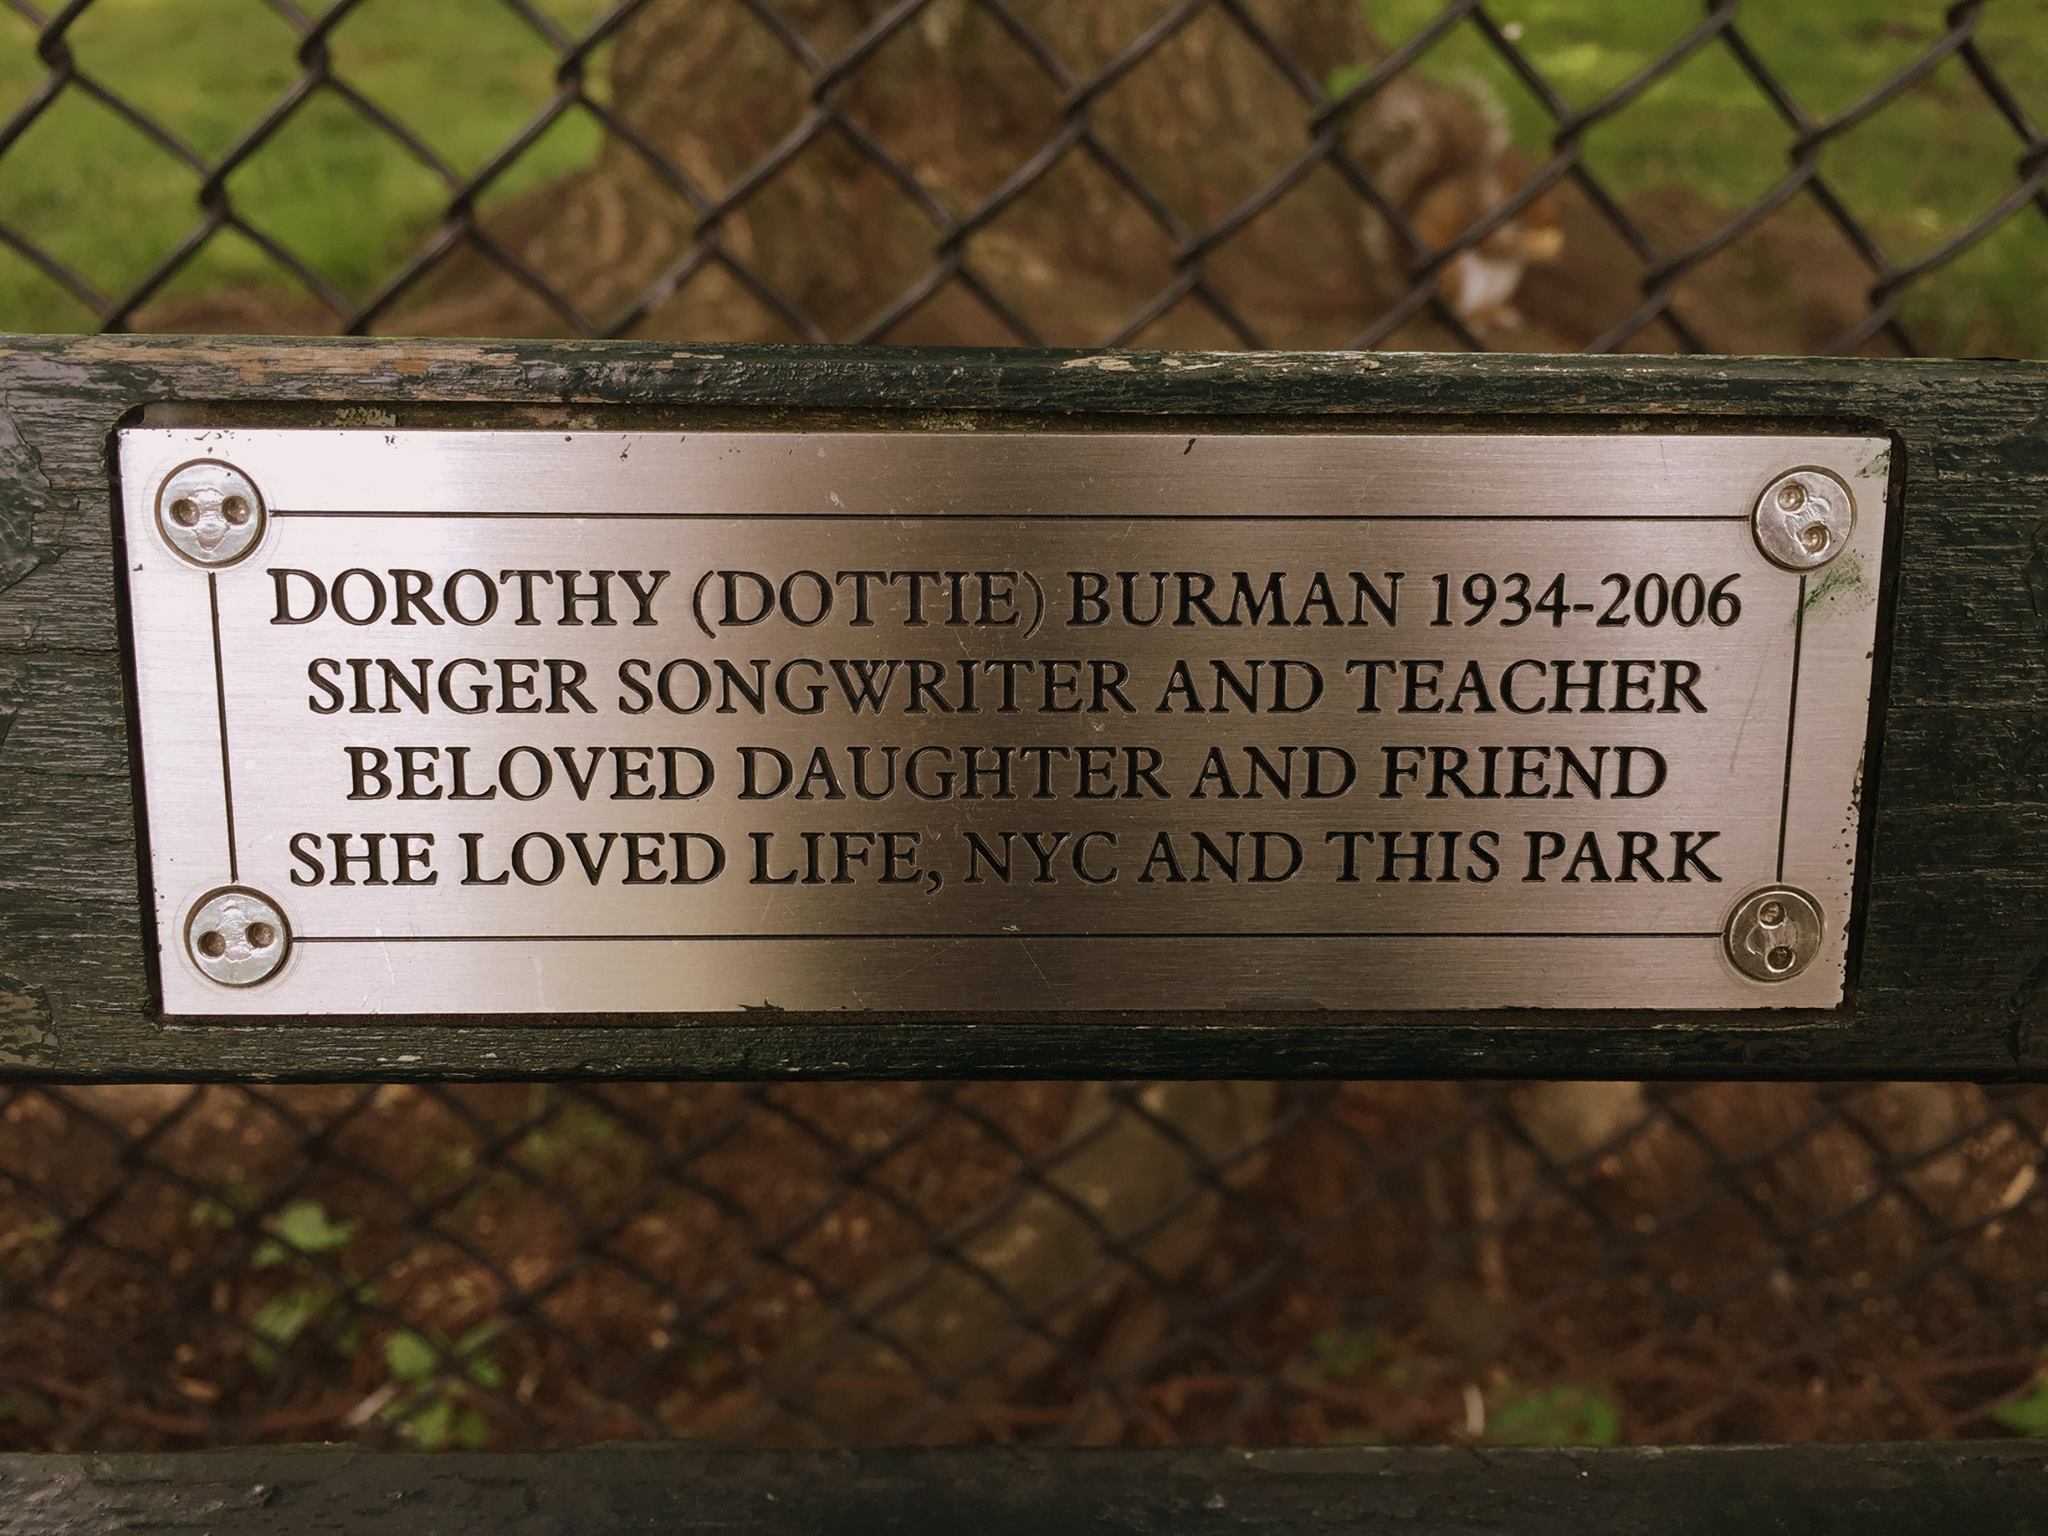 DOROTHY (DOTTIE) BURMAN 1934-2006
SINGER SONGWRITER AND TEACHER
BELOVED DAUGHTER AND FRIEND
SHE LOVED LIFE, NYC AND THIS PARK